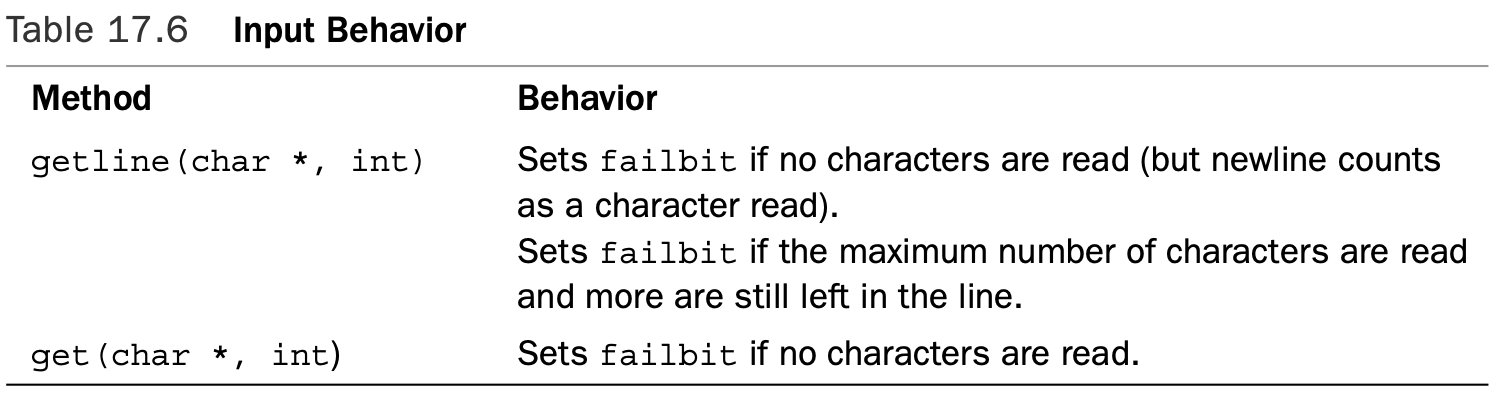 Table 17.6 Input Behavior
Method Behavior
getline(char *, int) Sets failbit if no characters are read (but newline counts
as a character read).
Sets failbit if the maximum number of characters are read
and more are still left in the line.
get(char *, int) Sets failbit if no characters are read.